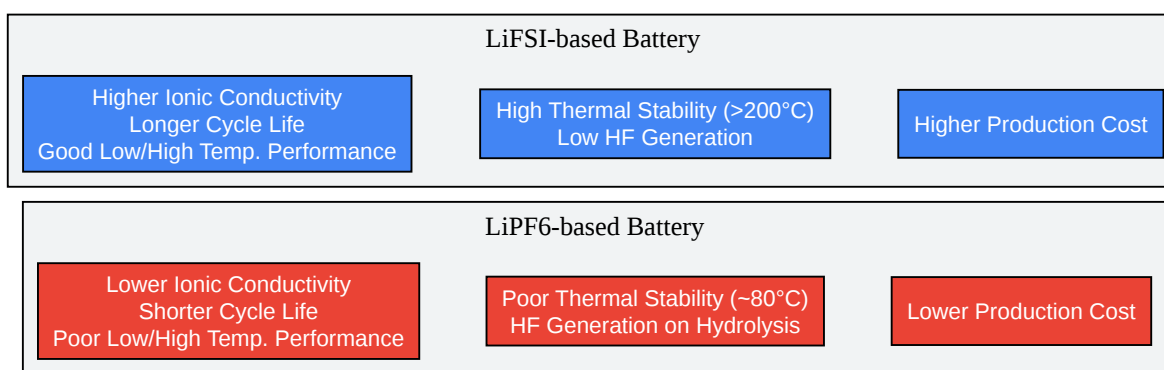 LiFSI-based Battery
Higher Ionic Conductivity
Longer Cycle Life
Good Low/High Temp. Performance
High Thermal Stability (>200°C)
Low HF Generation
Higher Production Cost
LiPF6-based Battery
Lower Ionic Conductivity
Shorter Cycle Life
Poor Low/High Temp. Performance
Poor Thermal Stability (~80°C)
HF Generation on Hydrolysis
Lower Production Cost